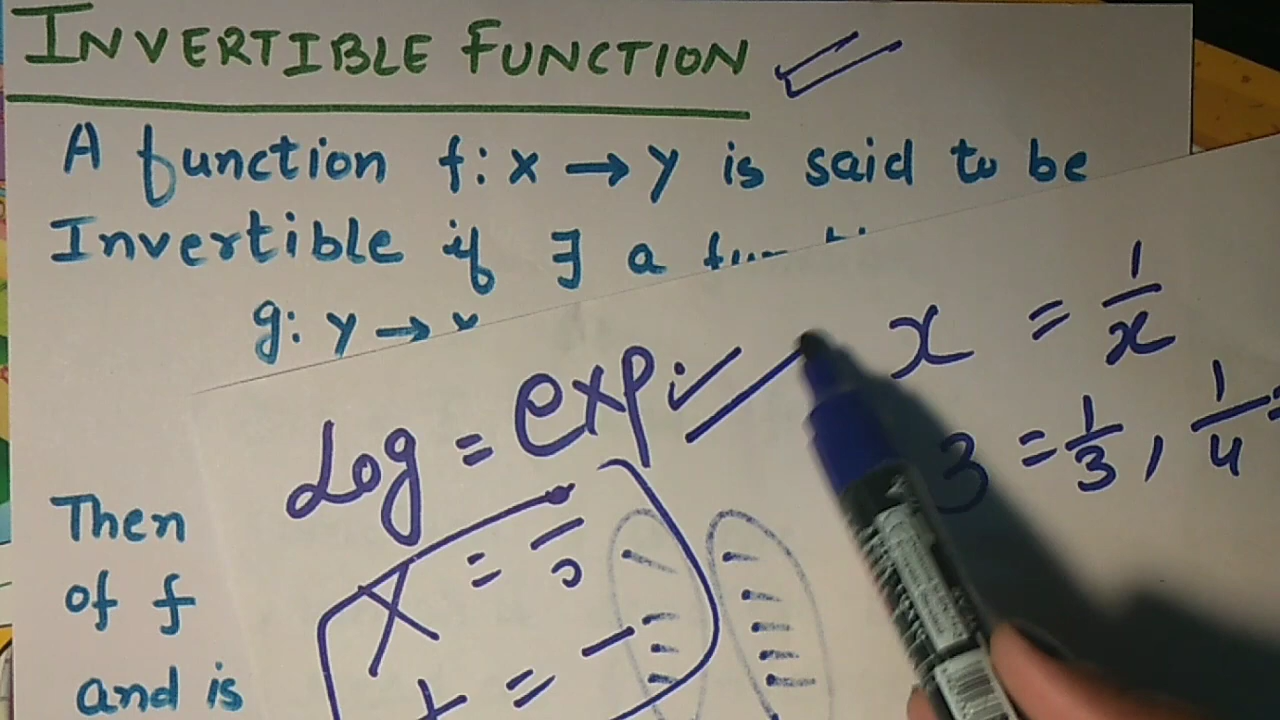 INVERTIBLE FUNCTION
A function f: x → y is said to be
Invertible if ∃ a
g: y → x
x = 1/x
Log = expi
3 = 1/3, 1/4 =
X = ÷
+ = −
Then
of f
and is